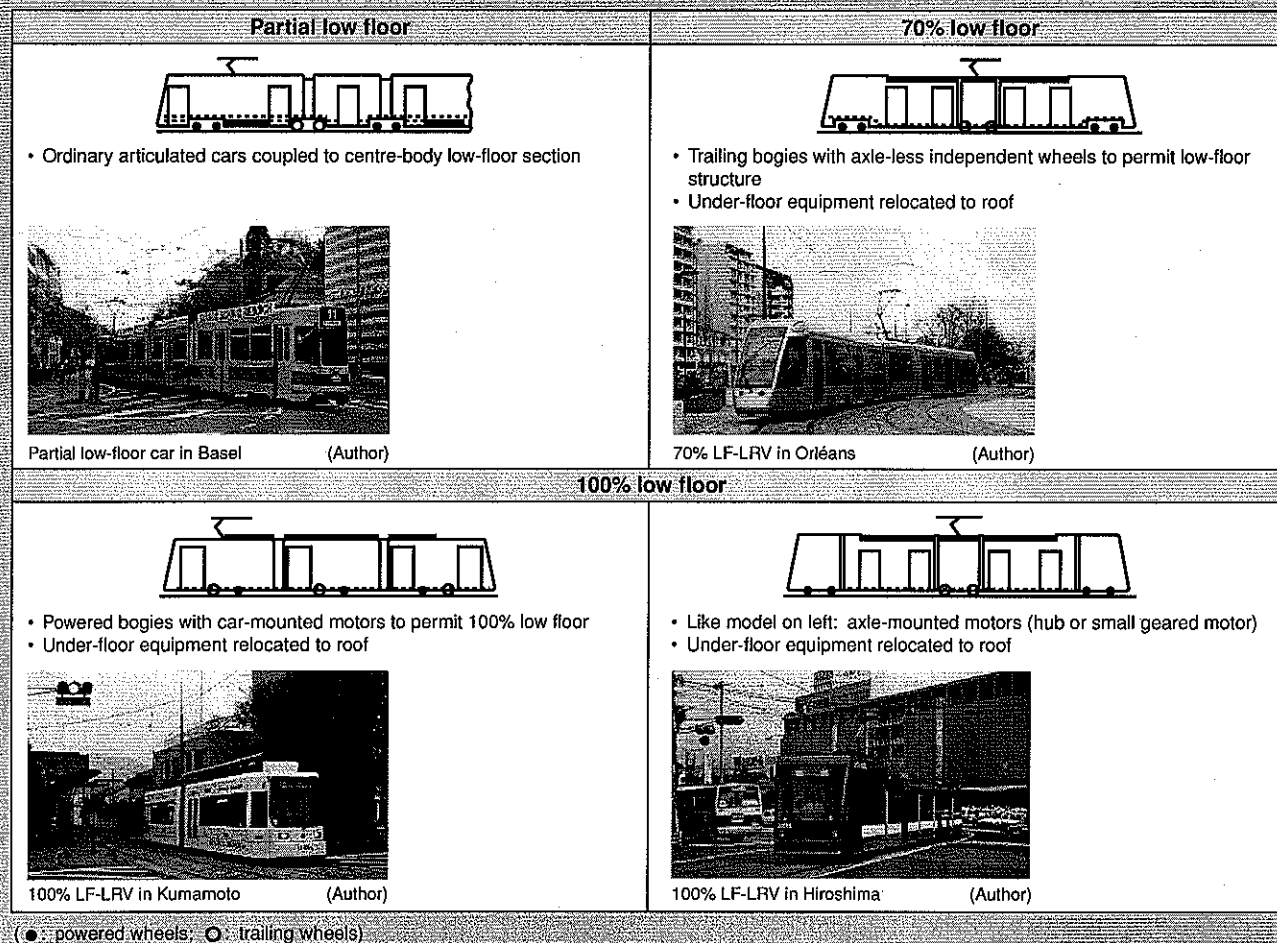 Partial low floor
• Ordinary articulated cars coupled to centre-body low-floor section
Partial low-floor car in Basel (Author)
70% low floor
• Trailing bogies with axle-less independent wheels to permit low-floor
structure
• Under-floor equipment relocated to roof
70% LF-LRV in Orléans (Author)
100% low floor
• Powered bogies with car-mounted motors to permit 100% low floor
• Under-floor equipment relocated to roof
100% LF-LRV in Kumamoto (Author)
• Like model on left: axle-mounted motors (hub or small geared motor)
• Under-floor equipment relocated to roof
100% LF-LRV in Hiroshima (Author)
(●: powered wheels; O: trailing wheels)